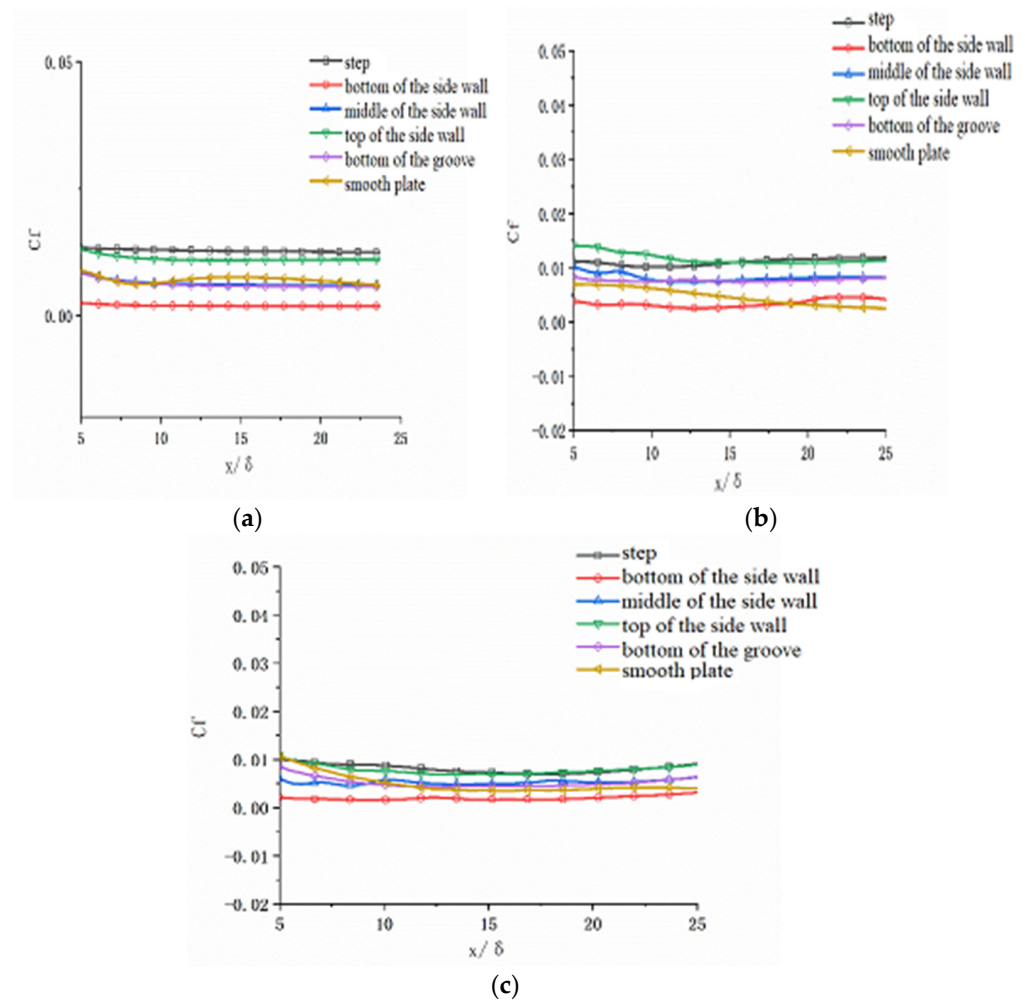 0.05
step
bottom of the side wall
middle of the side wall
top of the side wall
bottom of the groove
smooth plate
Cf
0.00
5 10 15 20 25
x/ δ
(a)
step
0.05
bottom of the side wall
middle of the side wall
0.04
top of the side wall
bottom of the groove
0.03
smooth plate
Cf
0.02
0.01
0.00
-0.01
-0.02
5 10 15 20 25
x/ δ
(b)
step
0.05
bottom of the side wall
middle of the side wall
0.04
top of the side wall
bottom of the groove
0.03
smooth plate
0.02
Cf
0.01
0.00
-0.01
-0.02
5 10 15 20 25
x/ δ
(c)